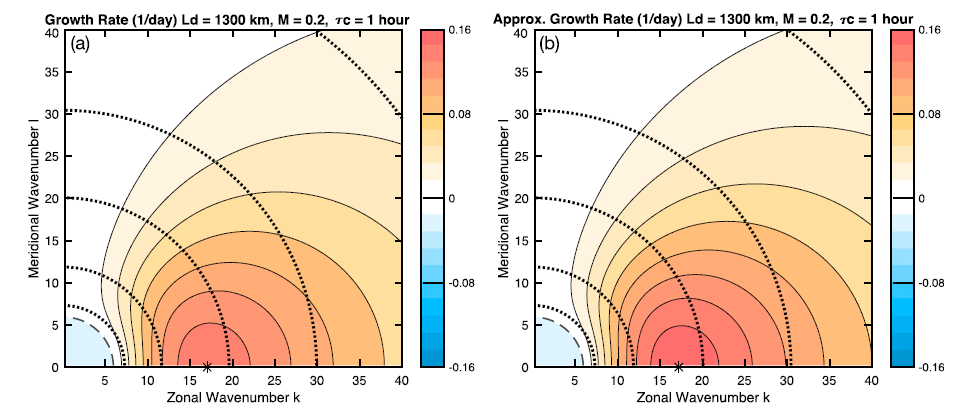 Growth Rate (1/day) Ld = 1300 km, M = 0.2, τc = 1 hour
(a)
Meridional Wavenumber l
40
35
30
25
20
15
10
5
0
5 10 15 20 25 30 35 40
Zonal Wavenumber k
0.16
0.08
0
-0.08
-0.16
Approx. Growth Rate (1/day) Ld = 1300 km, M = 0.2, τc = 1 hour
(b)
Meridional Wavenumber l
40
35
30
25
20
15
10
5
0
5 10 15 20 25 30 35 40
Zonal Wavenumber k
0.16
0.08
0
-0.08
-0.16